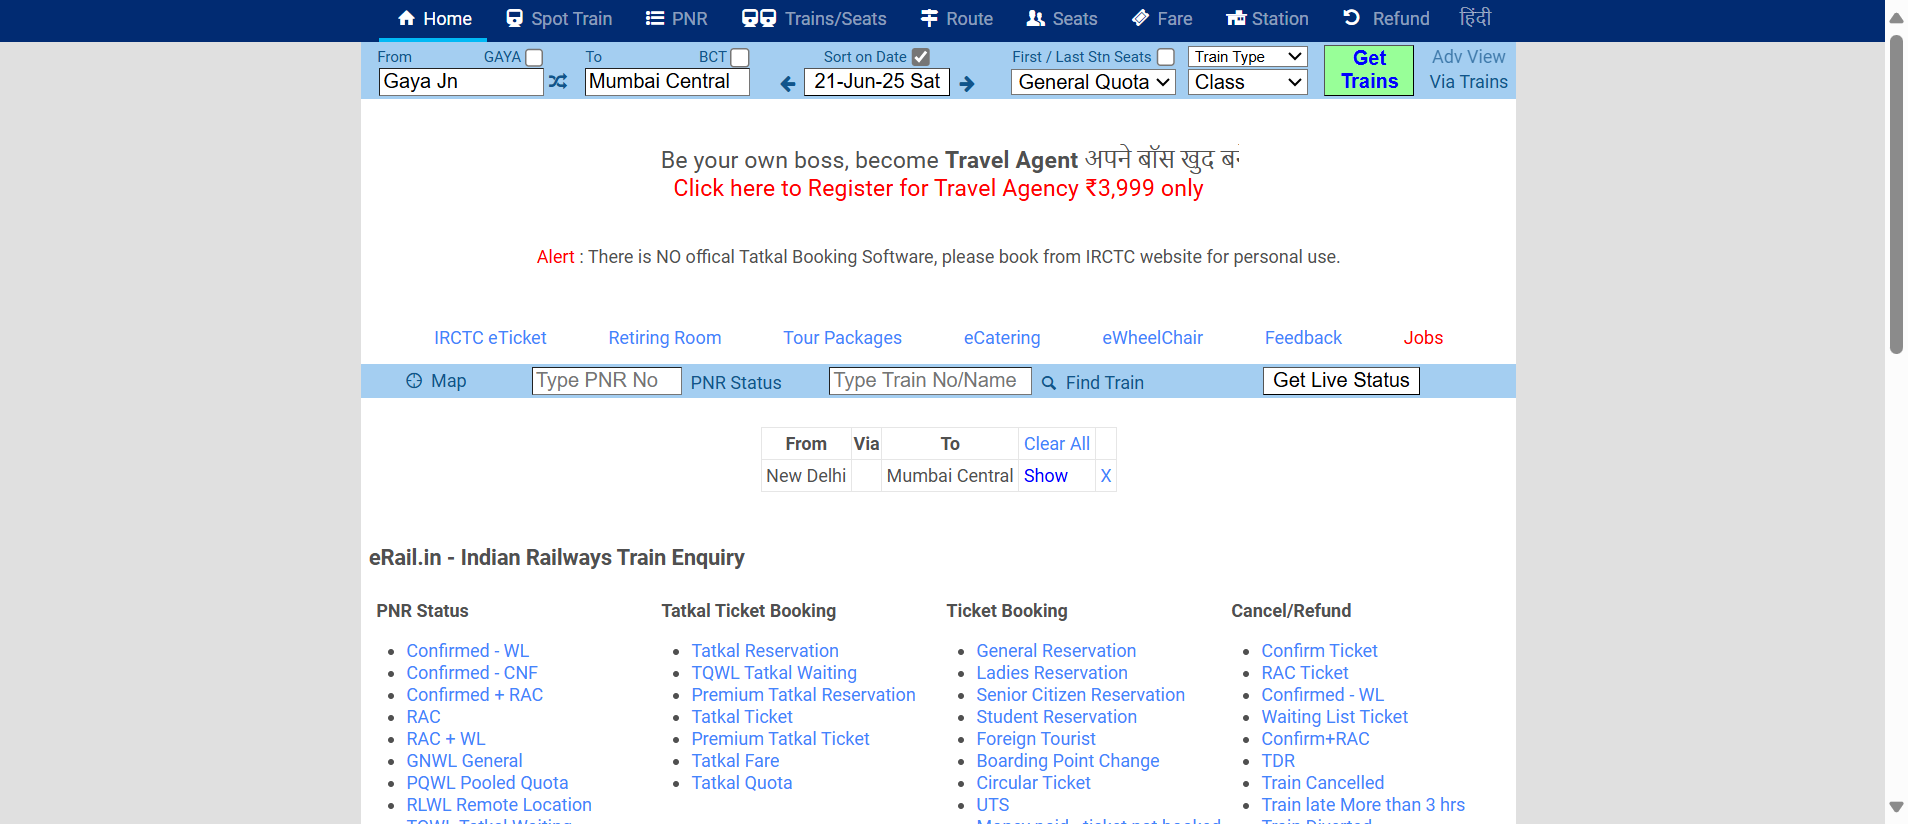 Home Spot Train PNR Trains/Seats Route Seats Fare Station Refund हिंदी
From GAYA To BCT Sort on Date First / Last Stn Seats Train Type Get Trains Adv View
Gaya Jn Mumbai Central 21-Jun-25 Sat General Quota Class Via Trains
Be your own boss, become Travel Agent अपने बॉस खुद
Click here to Register for Travel Agency ₹3,999 only
Alert : There is NO offical Tatkal Booking Software, please book from IRCTC website for personal use.
IRCTC eTicket Retiring Room Tour Packages eCatering eWheelChair Feedback Jobs
Map Type PNR No PNR Status Type Train No/Name Find Train Get Live Status
From Via To Clear All
New Delhi Mumbai Central Show X
eRail.in - Indian Railways Train Enquiry
PNR Status
Confirmed - WL
Confirmed - CNF
Confirmed + RAC
RAC
RAC + WL
GNWL General
PQWL Pooled Quota
RLWL Remote Location
Tatkal Ticket Booking
Tatkal Reservation
TQWL Tatkal Waiting
Premium Tatkal Reservation
Tatkal Ticket
Premium Tatkal Ticket
Tatkal Fare
Tatkal Quota
Ticket Booking
General Reservation
Ladies Reservation
Senior Citizen Reservation
Student Reservation
Foreign Tourist
Boarding Point Change
Circular Ticket
UTS
Cancel/Refund
Confirm Ticket
RAC Ticket
Confirmed - WL
Waiting List Ticket
Confirm+RAC
TDR
Train Cancelled
Train late More than 3 hrs